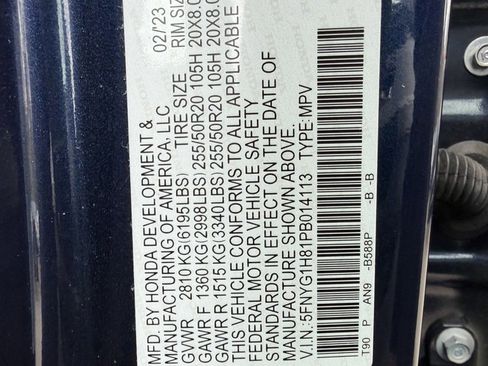 MFD. BY HONDA DEVELOPMENT & 02/23
MANUFACTURING OF AMERICA, LLC
GVWR 2810 KG(6195LBS) TIRE SIZE RIM SIZE
GAWR F 1360 KG(2998LBS) 255/50R20 105H 20X8.0
GAWR R 1515 KG(3340LBS) 255/50R20 105H 20X8.0
THIS VEHICLE CONFORMS TO ALL APPLICABLE
FEDERAL MOTOR VEHICLE SAFETY
STANDARDS IN EFFECT ON THE DATE OF
MANUFACTURE SHOWN ABOVE.
V.I.N.:5FNYG1H81PB014113 TYPE:MPV
T90 P AN9 -B588P -B -B